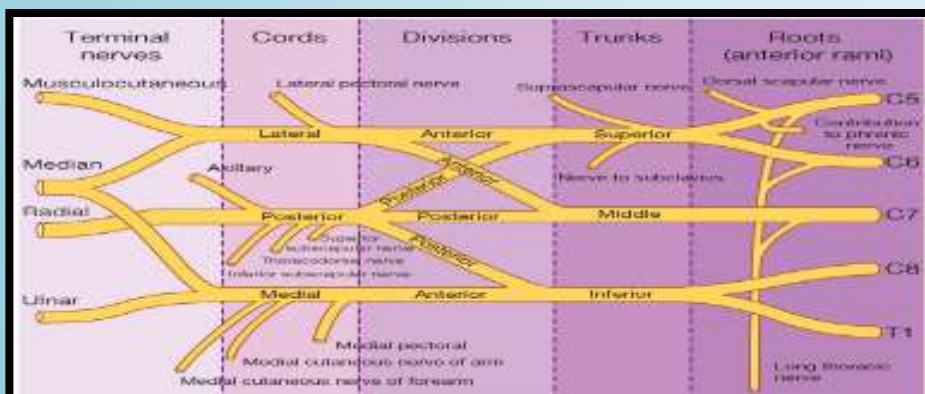 Terminal nerves
Cords
Divisions
Trunks
Roots (anterior rami)
Musculocutaneous
Lateral pectoral nerve
Suprascapular nerve
Dorsal scapular nerve
C5
Contribution to phrenic nerve
Lateral
Anterior
Superior
Median
Axillary
Posterior
Anterior
Nerve to subclavius
C6
Radial
Posterior
Posterior
Middle
C7
Superior subscapular nerve
Thoracodorsal nerve
Inferior subscapular nerve
Posterior
C8
Ulnar
Medial
Anterior
Inferior
T1
Medial pectoral
Medial cutaneous nerve of arm
Medial cutaneous nerve of forearm
Long thoracic nerve